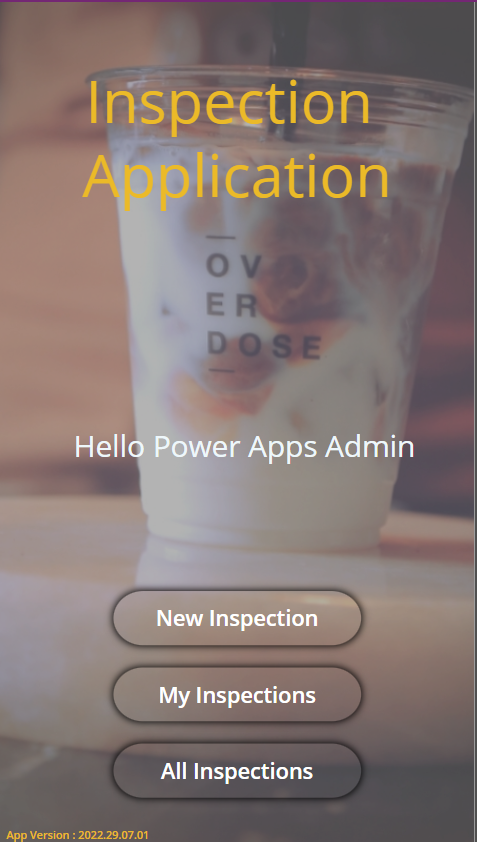 Inspection
Application
OV
ER
DOSE
Hello Power Apps Admin
New Inspection
My Inspections
All Inspections
App Version : 2022.29.07.01